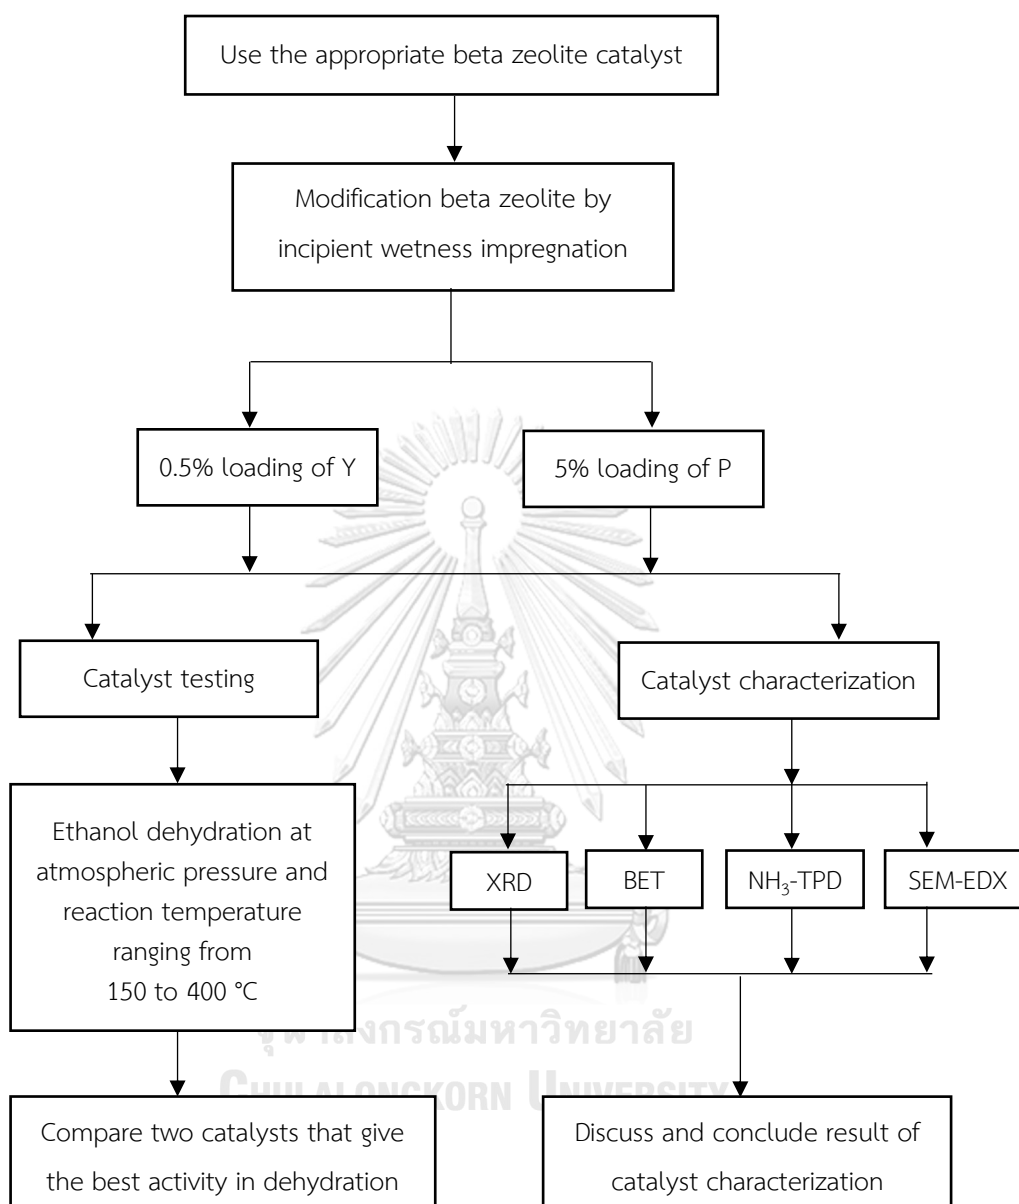 Use the appropriate beta zeolite catalyst
Modification beta zeolite by
incipient wetness impregnation
0.5% loading of Y
5% loading of P
Catalyst testing
Catalyst characterization
Ethanol dehydration at
atmospheric pressure and
reaction temperature
ranging from
150 to 400 °C
XRD
BET
NH₃-TPD
SEM-EDX
จุฬาลงกรณ์มหาวิทยาลัย
CHULALONGKORN UNIVERSITY
Compare two catalysts that give
the best activity in dehydration
Discuss and conclude result of
catalyst characterization